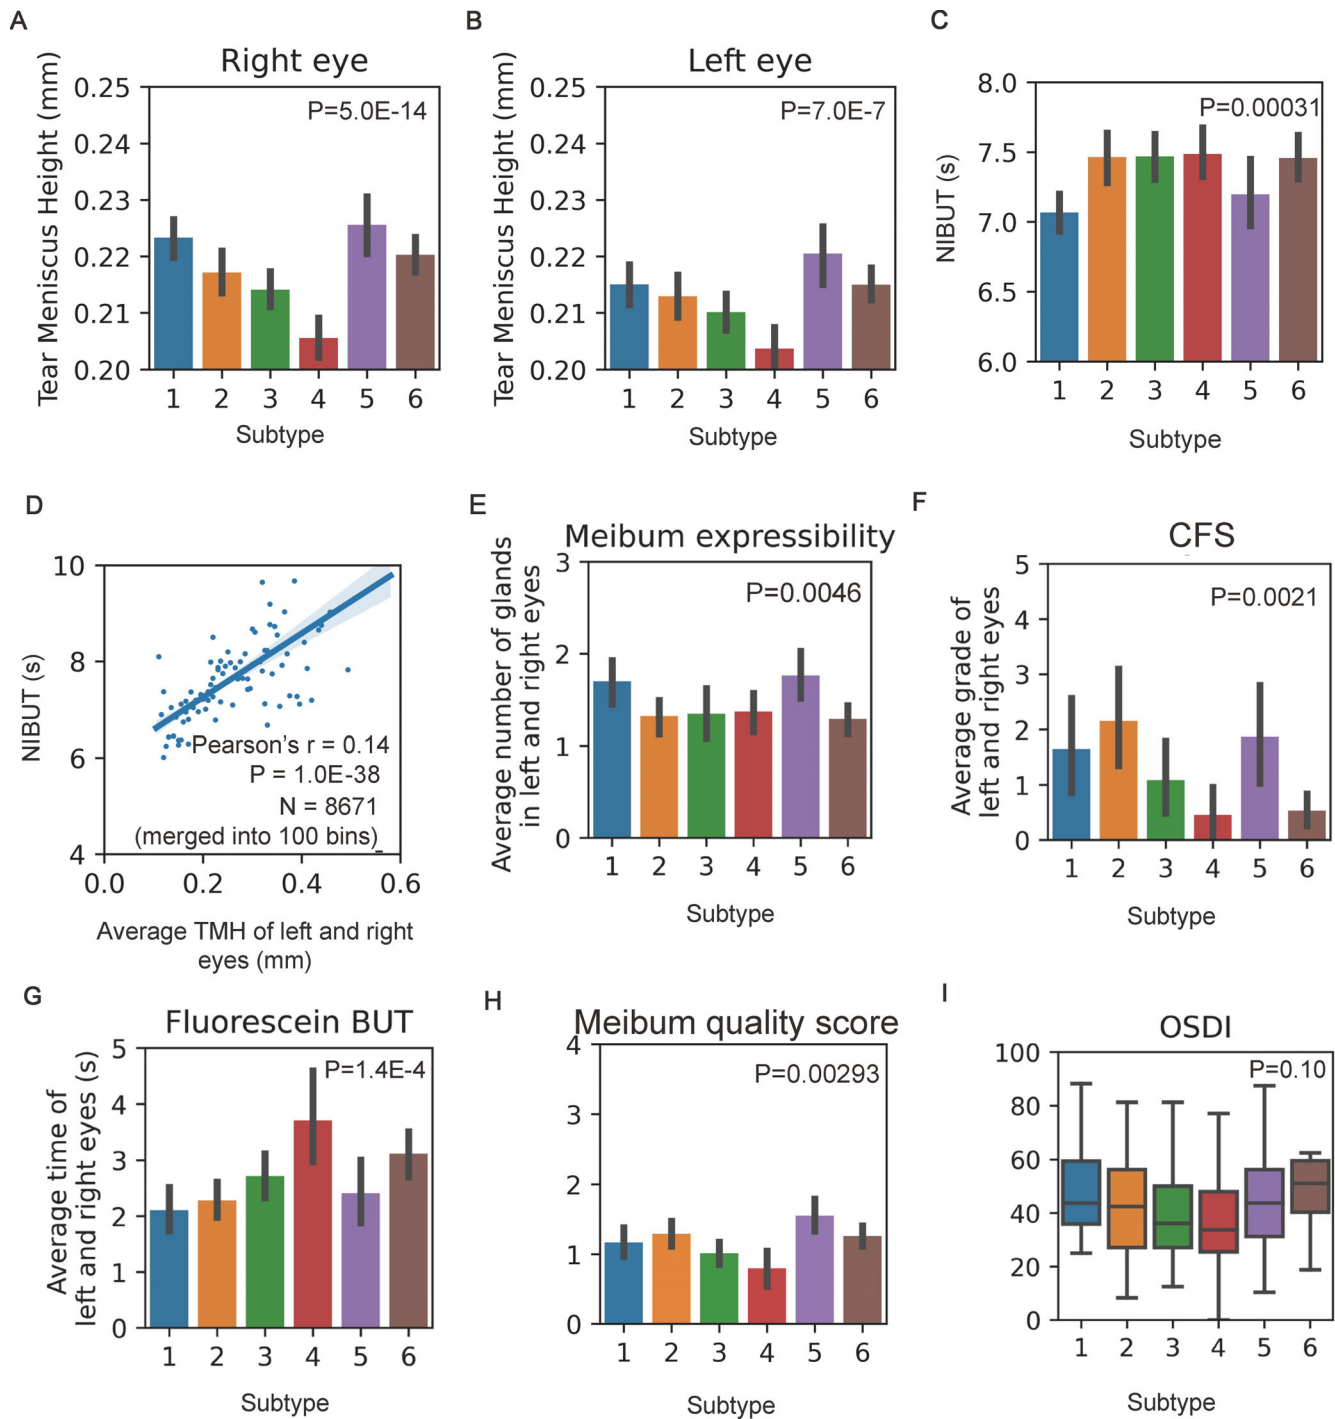 A
Right eye
Tear Meniscus Height (mm)
0.25
0.24
0.23
0.22
0.21
0.20
P=5.0E-14
1 2 3 4 5 6
Subtype
B
Left eye
Tear Meniscus Height (mm)
0.25
0.24
0.23
0.22
0.21
0.20
P=7.0E-7
1 2 3 4 5 6
Subtype
C
NIBUT (s)
8.0
7.5
7.0
6.5
6.0
P=0.00031
1 2 3 4 5 6
Subtype
D
NIBUT (s)
10
8
6
4
Pearson's r = 0.14
P = 1.0E-38
N = 8671
(merged into 100 bins)
0.0 0.2 0.4 0.6
Average TMH of left and right
eyes (mm)
E
Meibum expressibility
Average number of glands
in left and right eyes
3
2
1
0
P=0.0046
1 2 3 4 5 6
Subtype
F
CFS
Average grade of
left and right eyes
5
4
3
2
1
0
P=0.0021
1 2 3 4 5 6
Subtype
G
Fluorescein BUT
Average time of
left and right eyes (s)
5
4
3
2
1
0
P=1.4E-4
1 2 3 4 5 6
Subtype
H
Meibum quality score
4
3
2
1
0
P=0.00293
1 2 3 4 5 6
Subtype
I
OSDI
100
80
60
40
20
0
P=0.10
1 2 3 4 5 6
Subtype